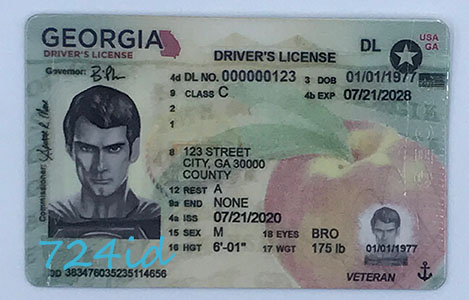 GEORGIA
DRIVER'S LICENSE
DRIVER'S LICENSE
DL
USA
GA
Governor:
4d DL NO. 000000123 3 DOB 01/01/1977
9 CLASS C 4b EXP 07/21/2028
2
1
Commissioner:
8 123 STREET
CITY, GA 30000
COUNTY
12 REST A
9a END NONE
4a ISS 07/21/2020
15 SEX M 18 EYES BRO
16 HGT 6'-01" 17 WGT 175 lb
01/01/1977
724id
DD 383476035235114656
VETERAN